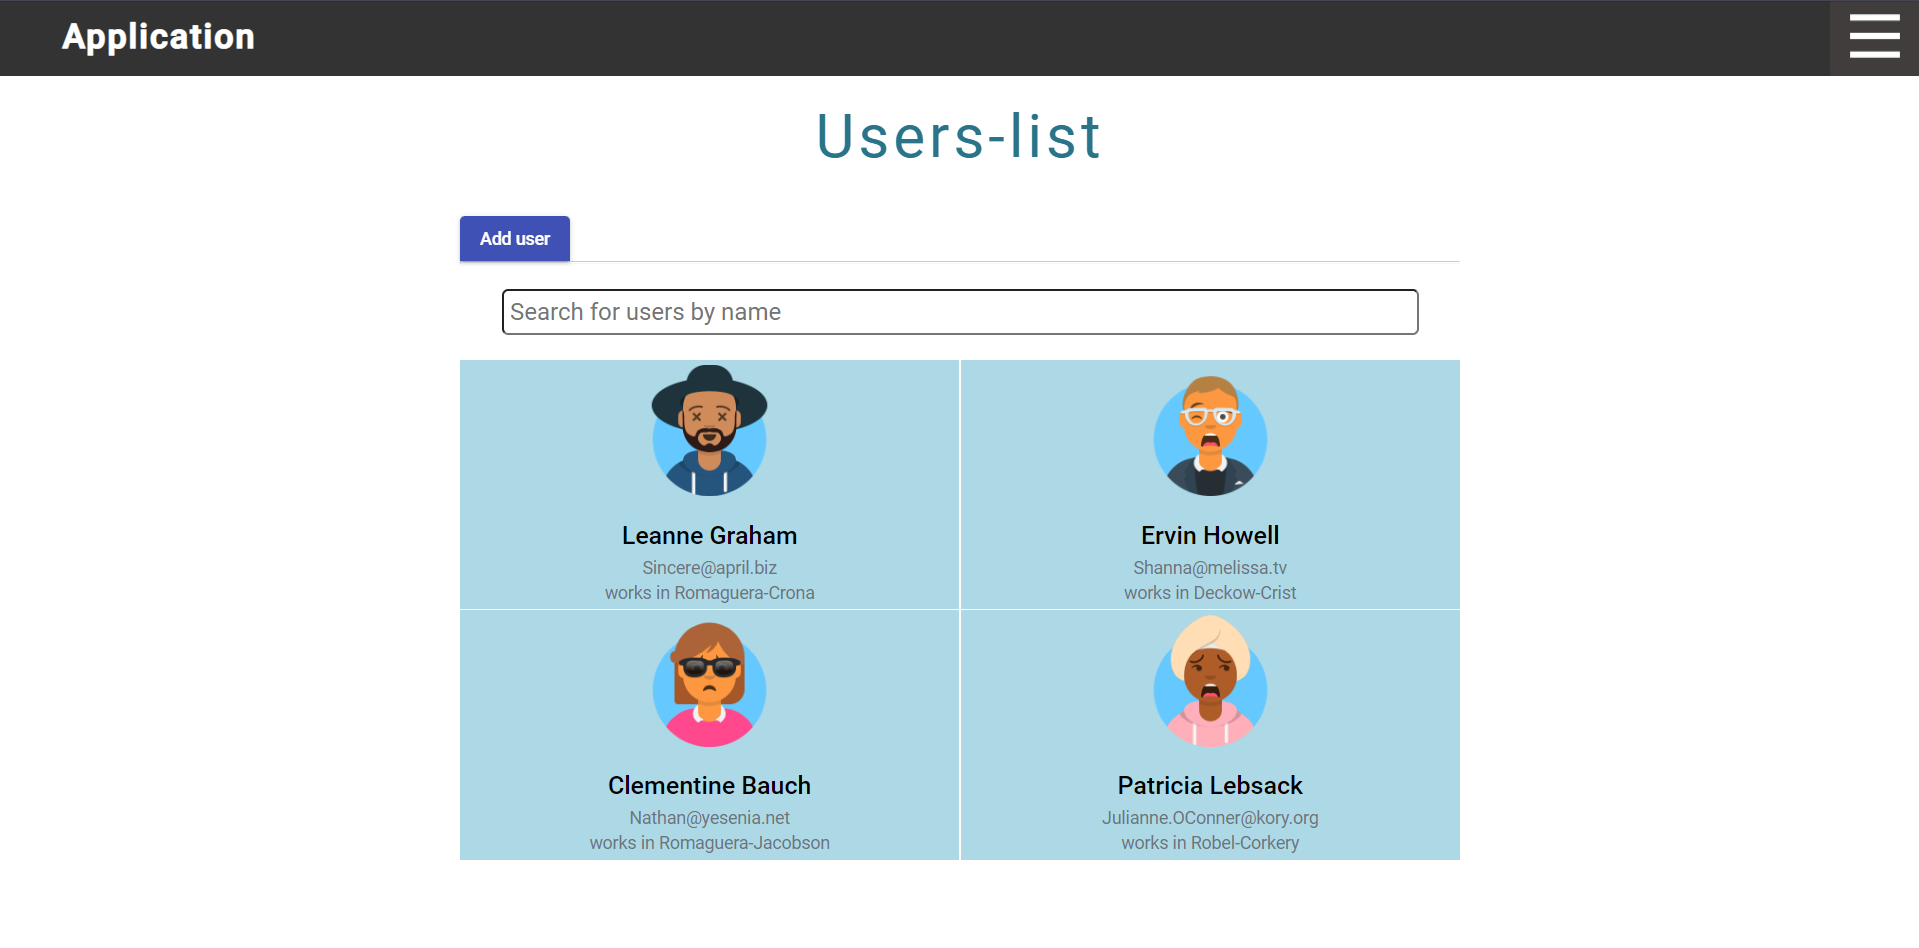 Application
Users-list
Add user
Search for users by name
Leanne Graham
Sincere@april.biz
works in Romaguera-Crona
Ervin Howell
Shanna@melissa.tv
works in Deckow-Crist
Clementine Bauch
Nathan@yesenia.net
works in Romaguera-Jacobson
Patricia Lebsack
Julianne.OConner@kory.org
works in Robel-Corkery